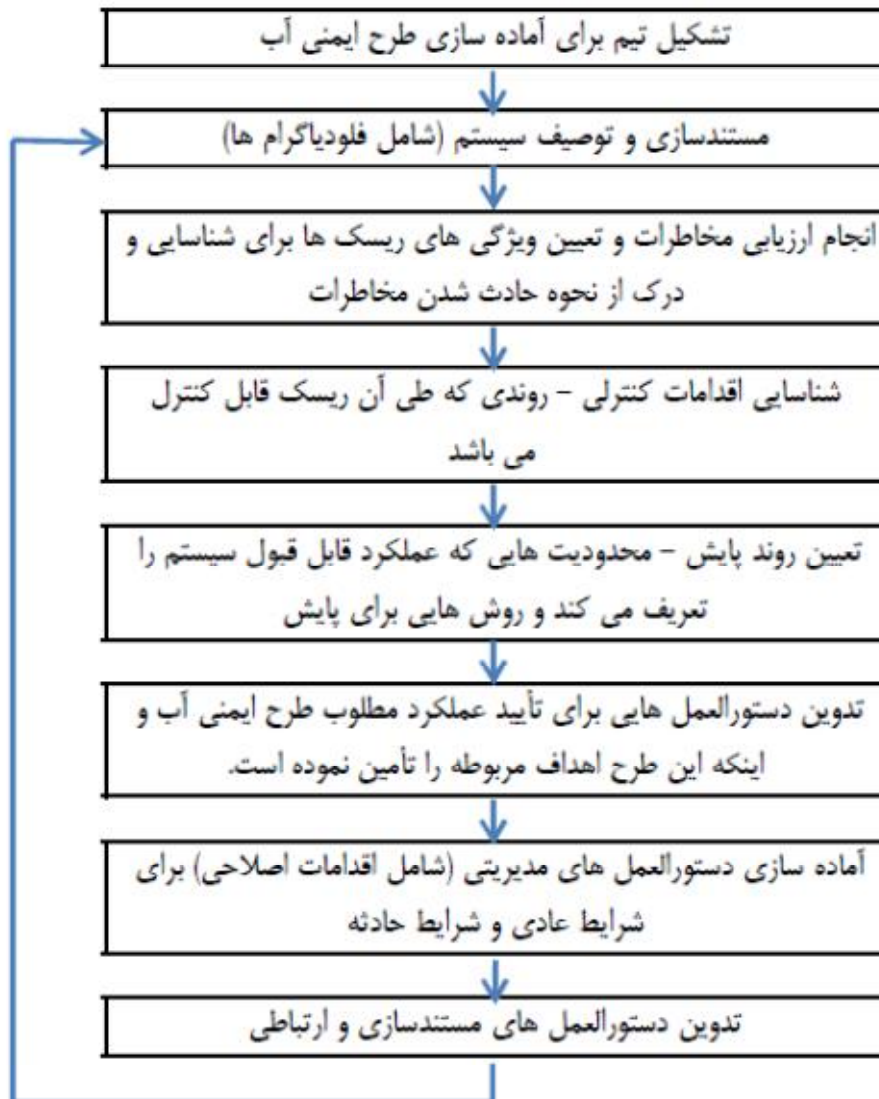 تشکیل تیم برای آماده سازی طرح ایمنی آب
مستندسازی و توصیف سیستم (شامل فلودیاگرام ها)
انجام ارزیابی مخاطرات و تعیین ویژگی های ریسک ها برای شناسایی و
درک از نحوه حادث شدن مخاطرات
شناسایی اقدامات کنترلی – روندی که طی آن ریسک قابل کنترل
می باشد
تعیین روند پایش – محدودیت هایی که عملکرد قابل قبول سیستم را
تعریف می کند و روش هایی برای پایش
تدوین دستورالعمل هایی برای تأیید عملکرد مطلوب طرح ایمنی آب و
اینکه این طرح اهداف مربوطه را تأمین نموده است.
آماده سازی دستورالعمل های مدیریتی (شامل اقدامات اصلاحی) برای
شرایط عادی و شرایط حادثه
تدوین دستورالعمل های مستندسازی و ارتباطی